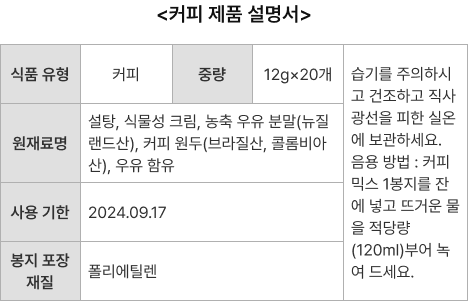 <커피 제품 설명서>
식품 유형
커피
중량
12g×20개
원재료명
설탕, 식물성 크림, 농축 우유 분말(뉴질
랜드산), 커피 원두(브라질산, 콜롬비아
산), 우유 함유
사용 기한
2024.09.17
봉지 포장
재질
폴리에틸렌
습기를 주의하시
고 건조하고 직사
광선을 피한 실온
에 보관하세요.
음용 방법 : 커피
믹스 1봉지를 잔
에 넣고 뜨거운 물
을 적당량
(120ml)부어 녹
여 드세요.